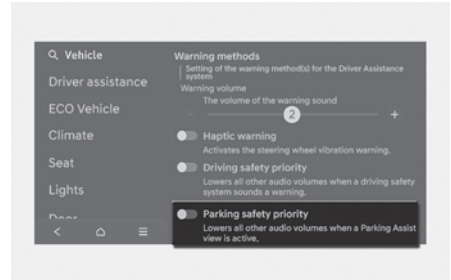 Vehicle
Driver assistance
ECO Vehicle
Climate
Seat
Lights
Door
Warning methods
Setting of the warning method(s) for the Driver Assistance
system
Warning volume
The volume of the warning sound
2
Haptic warning
Activates the steering wheel vibration warning.
Driving safety priority
Lowers all other audio volumes when a driving safety
system sounds a warning.
Parking safety priority
Lowers all other audio volumes when a Parking Assist
view is active.